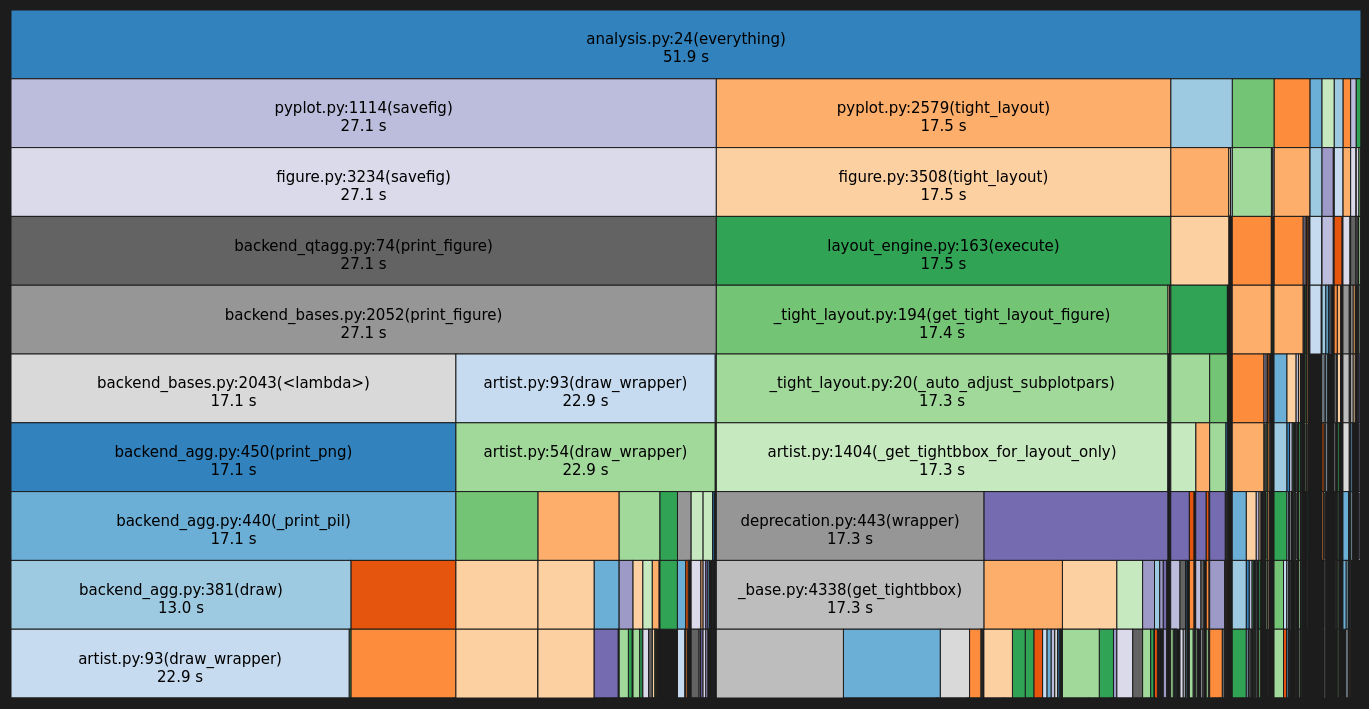 analysis.py:24(everything)
51.9 s
pyplot.py:1114(savefig)
27.1 s
pyplot.py:2579(tight_layout)
17.5 s
figure.py:3234(savefig)
27.1 s
figure.py:3508(tight_layout)
17.5 s
backend_qtagg.py:74(print_figure)
27.1 s
layout_engine.py:163(execute)
17.5 s
backend_bases.py:2052(print_figure)
27.1 s
_tight_layout.py:194(get_tight_layout_figure)
17.4 s
backend_bases.py:2043(<lambda>)
17.1 s
artist.py:93(draw_wrapper)
22.9 s
_tight_layout.py:20(_auto_adjust_subplotpars)
17.3 s
backend_agg.py:450(print_png)
17.1 s
artist.py:54(draw_wrapper)
22.9 s
artist.py:1404(_get_tightbbox_for_layout_only)
17.3 s
backend_agg.py:440(_print_pil)
17.1 s
deprecation.py:443(wrapper)
17.3 s
backend_agg.py:381(draw)
13.0 s
_base.py:4338(get_tightbbox)
17.3 s
artist.py:93(draw_wrapper)
22.9 s